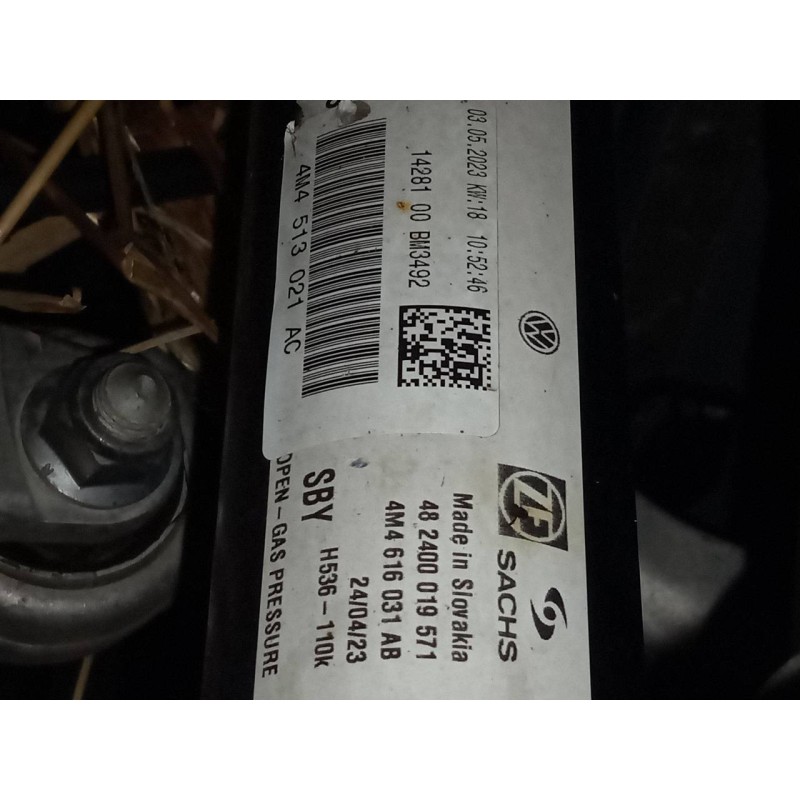 03.05.2023 KW:18 10:52:46
14281 00 BM3492
4M4 513 021 AC
ZF
SACHS
Made in Slovakia
48 2400 019 571
4M4 616 031 AB
24/04/23
SBY H536-110k
OPEN-GAS PRESSURE